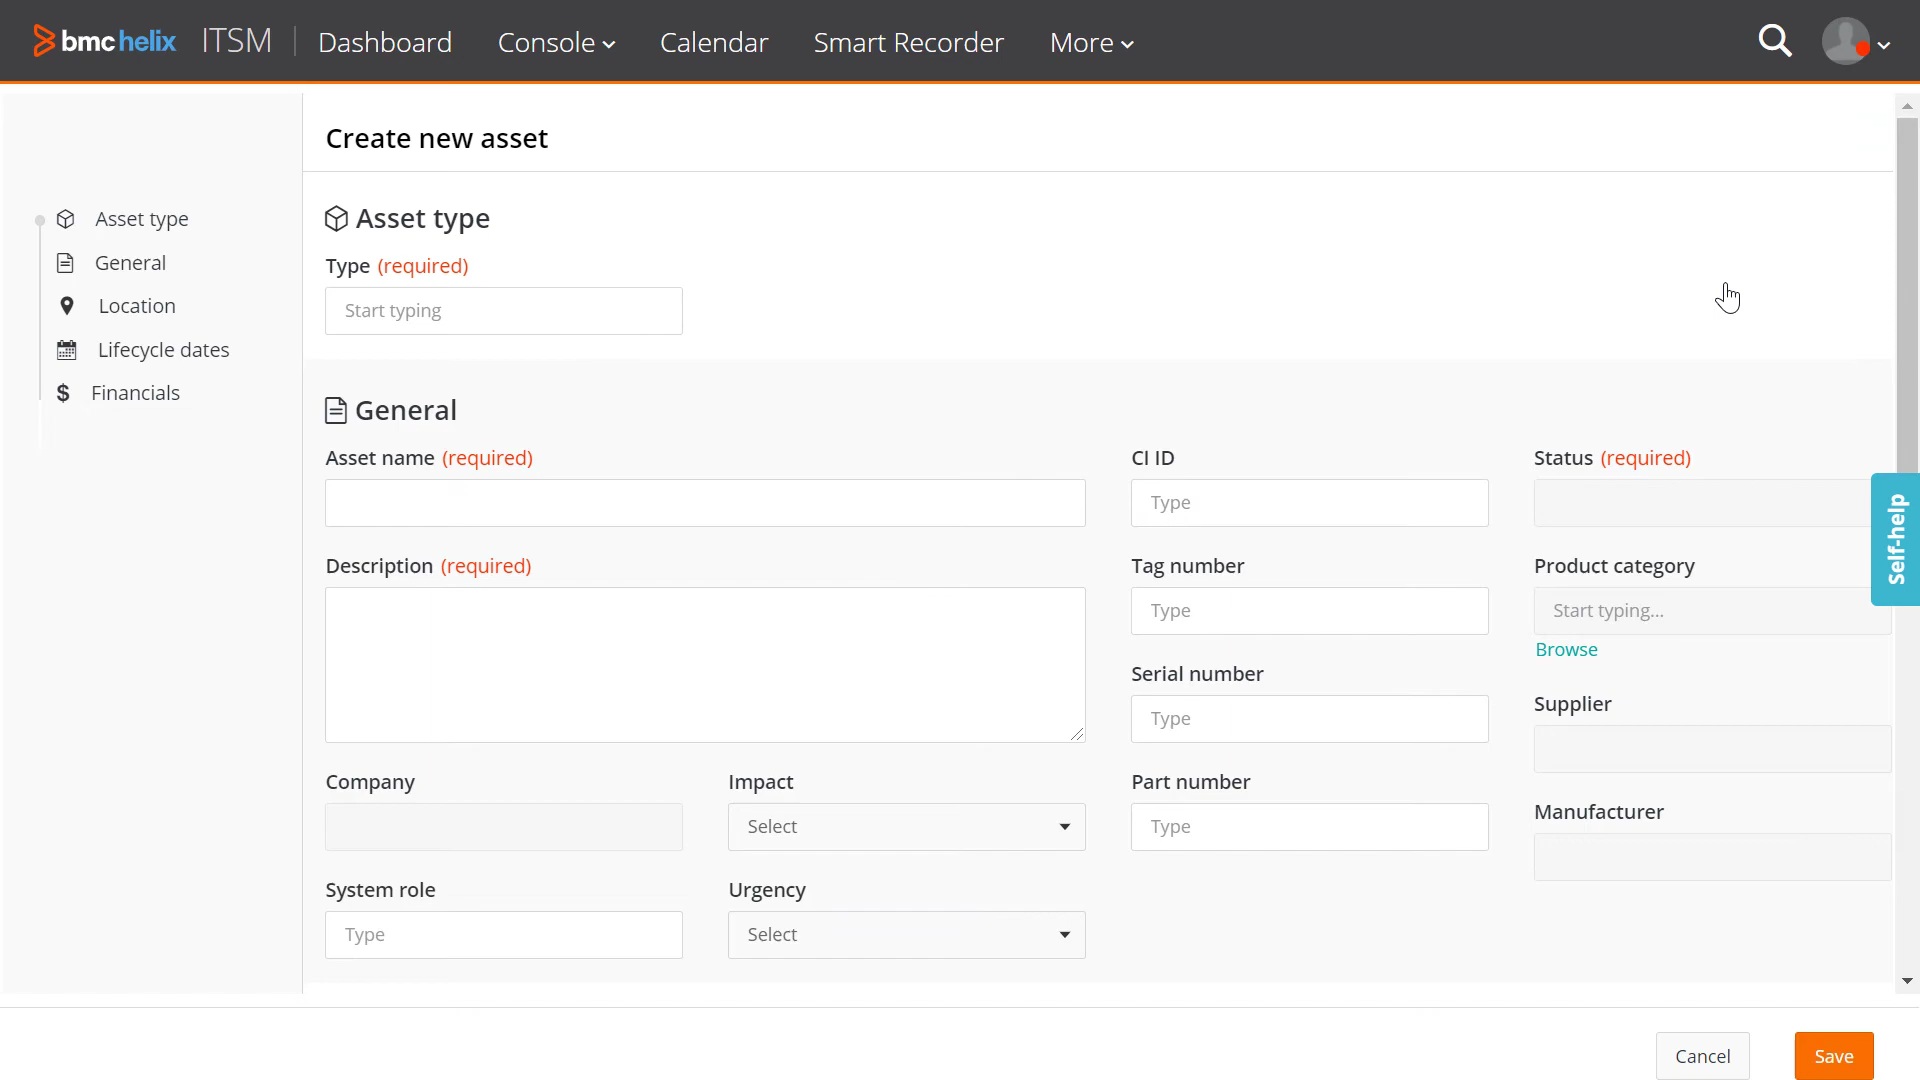 bmc helix ITSM Dashboard Console Calendar Smart Recorder More
Create new asset
Asset type
General
Location
Lifecycle dates
$ Financials
Asset type
Type (required)
Start typing
General
Asset name (required)
CI ID
Type
Status (required)
Description (required)
Tag number
Type
Product category
Start typing...
Browse
Serial number
Type
Supplier
Company
Impact
Select
Part number
Type
Manufacturer
System role
Type
Urgency
Select
Self-help
Cancel
Save